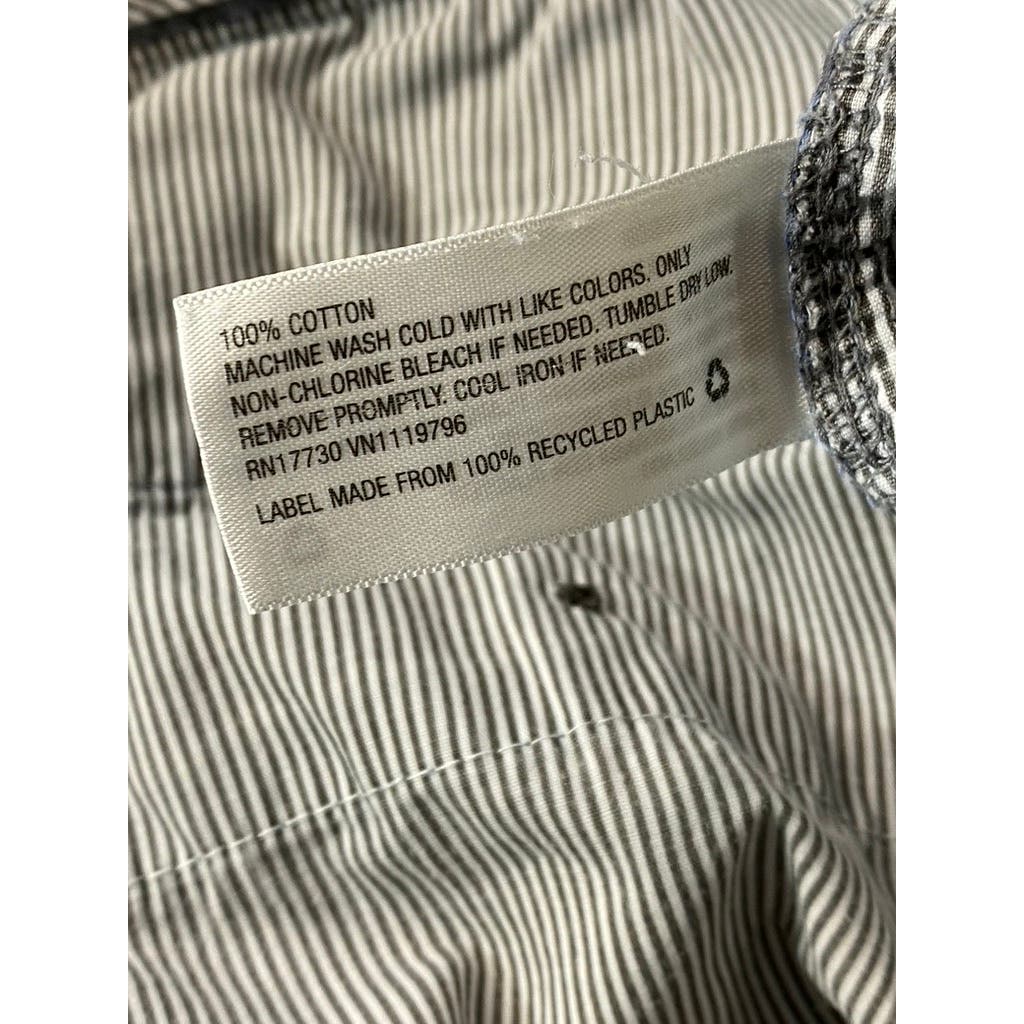 100% COTTON
MACHINE WASH COLD WITH LIKE COLORS. ONLY
NON-CHLORINE BLEACH IF NEEDED. TUMBLE DRY LOW.
REMOVE PROMPTLY. COOL IRON IF NEEDED.
RN17730 VN1119796
LABEL MADE FROM 100% RECYCLED PLASTIC